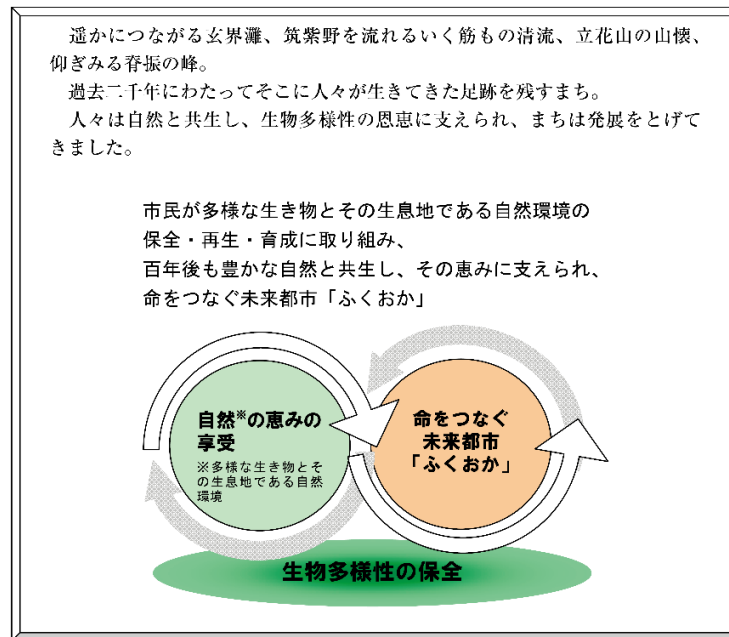 遥かにつながる玄界灘、筑紫野を流れるいく筋もの清流、立花山の山懐、
仰ぎみる脊振の峰。
過去二千年にわたってそこに人々が生きてきた足跡を残すまち。
人々は自然と共生し、生物多様性の恩恵に支えられ、まちは発展をとげて
きました。
市民が多様な生き物とその生息地である自然環境の
保全・再生・育成に取り組み、
百年後も豊かな自然と共生し、その恵みに支えられ、
命をつなぐ未来都市「ふくおか」
自然※の恵みの
享受
※多様な生き物とそ
の生息地である自然
環境
命をつなぐ
未来都市
「ふくおか」
生物多様性の保全